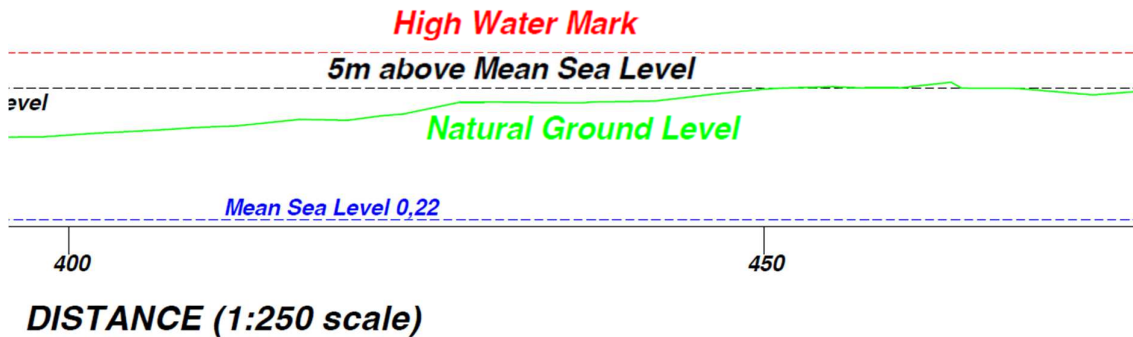 High Water Mark
5m above Mean Sea Level
evel
Natural Ground Level
Mean Sea Level 0,22
400
450
DISTANCE (1:250 scale)